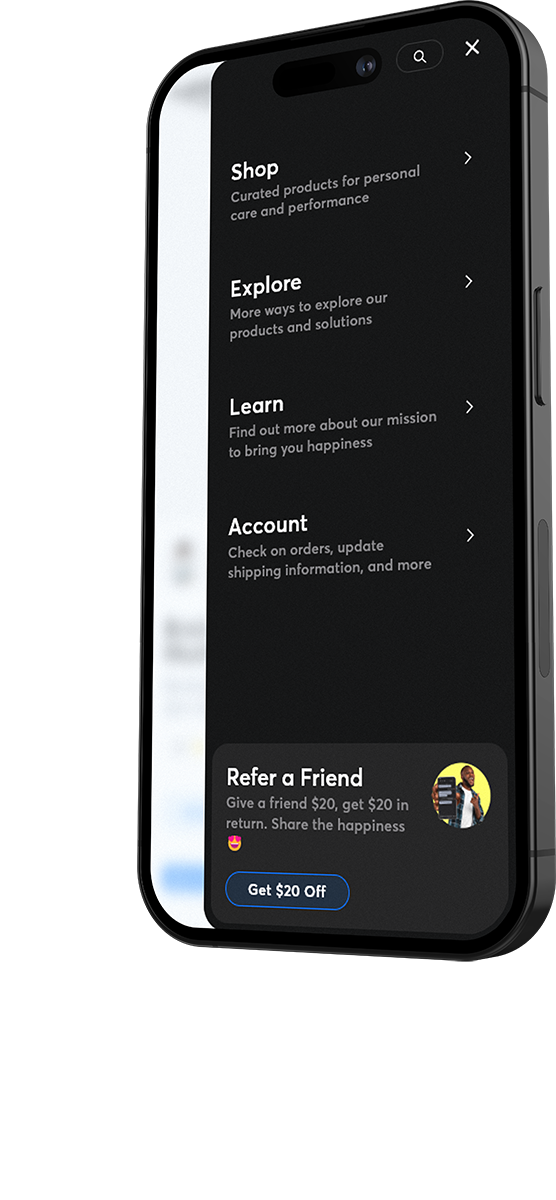 Shop
Curated products for personal
care and performance
Explore
More ways to explore our
products and solutions
Learn
Find out more about our mission
to bring you happiness
Account
Check on orders, update
shipping information, and more
Refer a Friend
Give a friend $20, get $20 in
return. Share the happiness
😍
Get $20 Off